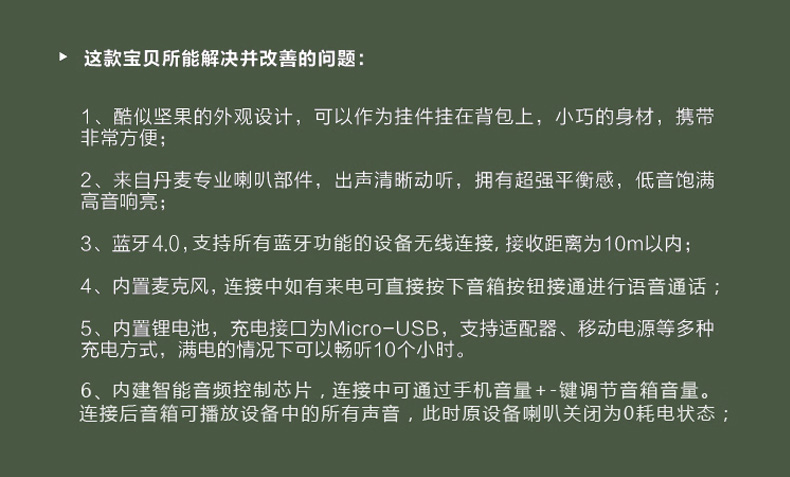 ▶ 这款宝贝所能解决并改善的问题：
1、酷似坚果的外观设计，可以作为挂件挂在背包上，小巧的身材，携带
非常方便；
2、来自丹麦专业喇叭部件，出声清晰动听，拥有超强平衡感，低音饱满
高音响亮；
3、蓝牙4.0，支持所有蓝牙功能的设备无线连接，接收距离为10m以内；
4、内置麦克风，连接中如有来电可直接按下音箱按钮接通进行语音通话；
5、内置锂电池，充电接口为Micro-USB，支持适配器、移动电源等多种
充电方式，满电的情况下可以畅听10个小时。
6、内建智能音频控制芯片，连接中可通过手机音量+-键调节音箱音量。
连接后音箱可播放设备中的所有声音，此时原设备喇叭关闭为0耗电状态；